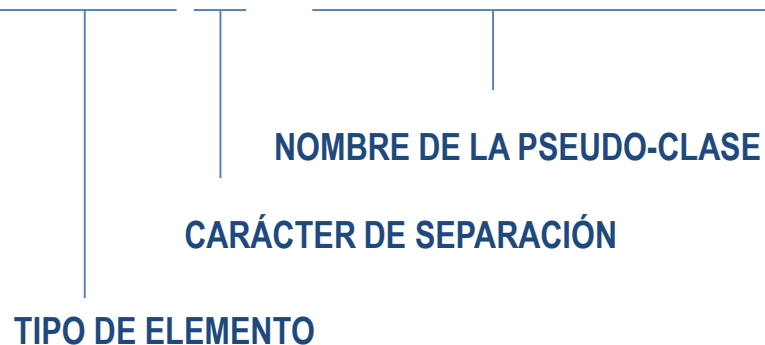 NOMBRE DE LA PSEUDO-CLASE
CARÁCTER DE SEPARACIÓN
TIPO DE ELEMENTO